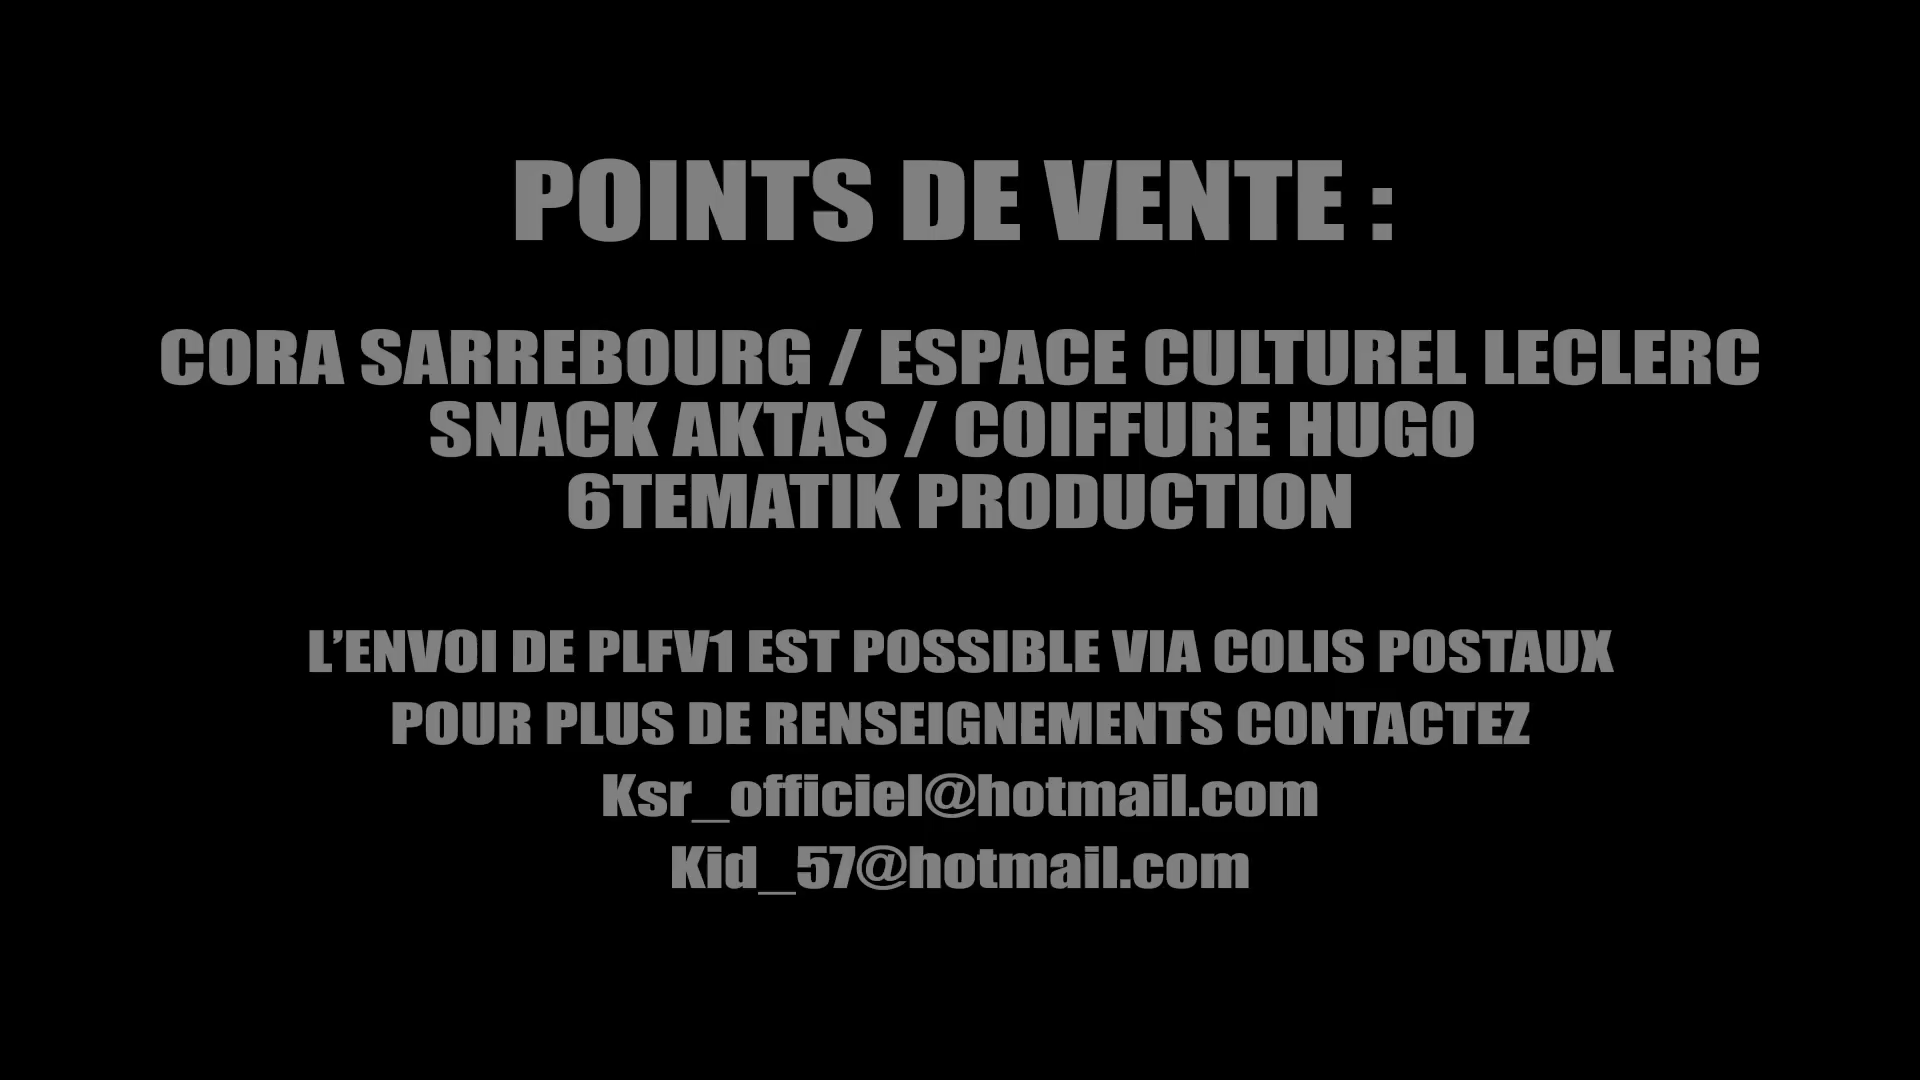 POINTS DE VENTE :
CORA SARREBOURG / ESPACE CULTUREL LECLERC
SNACK AKTAS / COIFFURE HUGO
6TEMATIK PRODUCTION
L’ENVOI DE PLFV1 EST POSSIBLE VIA COLIS POSTAUX
POUR PLUS DE RENSEIGNEMENTS CONTACTEZ
Ksr_officiel@hotmail.com
Kid_57@hotmail.com